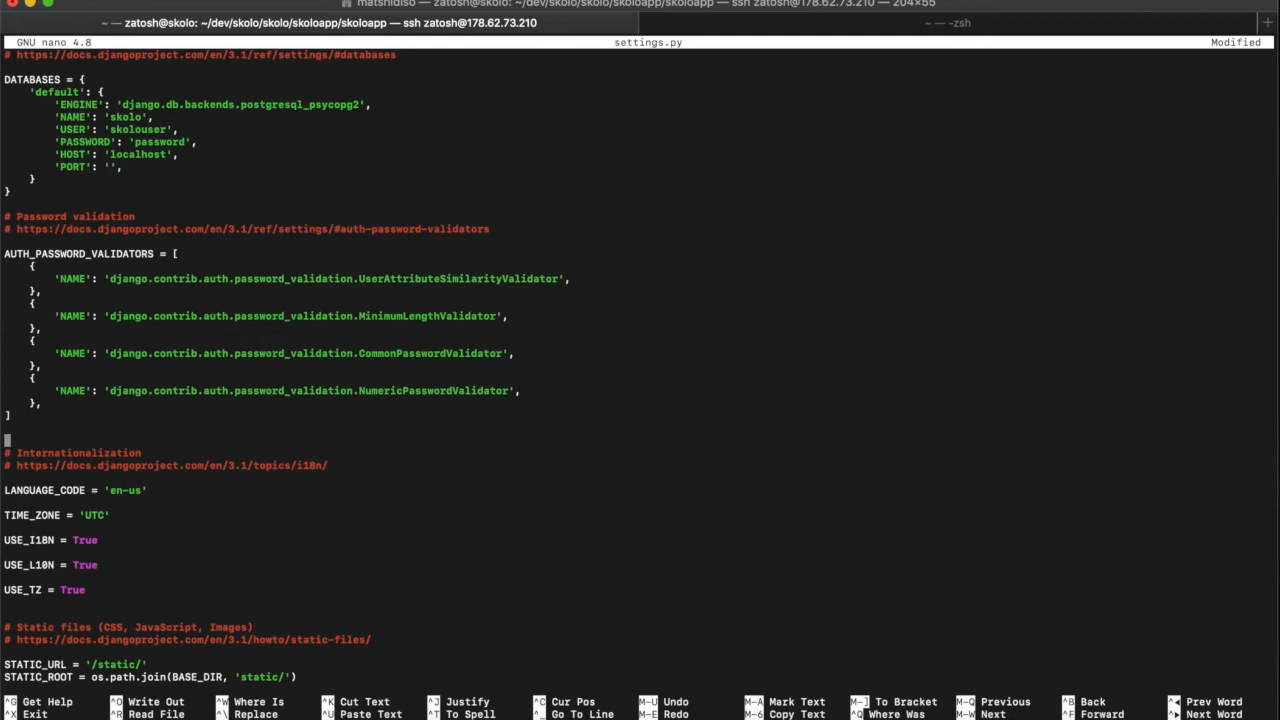 matshidiso — zatosh@skolo: ~/dev/skolo/skolo/skoloapp/skoloapp — ssh zatosh@178.62.73.210 — 204×55
~ — zatosh@skolo: ~/dev/skolo/skolo/skoloapp/skoloapp — ssh zatosh@178.62.73.210
~ — -zsh
+
GNU nano 4.8 settings.py Modified
# https://docs.djangoproject.com/en/3.1/ref/settings/#databases
DATABASES = {
'default': {
'ENGINE': 'django.db.backends.postgresql_psycopg2',
'NAME': 'skolo',
'USER': 'skolouser',
'PASSWORD': 'password',
'HOST': 'localhost',
'PORT': '',
}
}
# Password validation
# https://docs.djangoproject.com/en/3.1/ref/settings/#auth-password-validators
AUTH_PASSWORD_VALIDATORS = [
{
'NAME': 'django.contrib.auth.password_validation.UserAttributeSimilarityValidator',
},
{
'NAME': 'django.contrib.auth.password_validation.MinimumLengthValidator',
},
{
'NAME': 'django.contrib.auth.password_validation.CommonPasswordValidator',
},
{
'NAME': 'django.contrib.auth.password_validation.NumericPasswordValidator',
},
]
# Internationalization
# https://docs.djangoproject.com/en/3.1/topics/i18n/
LANGUAGE_CODE = 'en-us'
TIME_ZONE = 'UTC'
USE_I18N = True
USE_L10N = True
USE_TZ = True
# Static files (CSS, JavaScript, Images)
# https://docs.djangoproject.com/en/3.1/howto/static-files/
STATIC_URL = '/static/'
STATIC_ROOT = os.path.join(BASE_DIR, 'static/')
^G Get Help ^O Write Out ^W Where Is ^K Cut Text ^J Justify ^C Cur Pos M-U Undo M-A Mark Text M-] To Bracket M-Q Previous ^B Back ^◂ Prev Word
^X Exit ^R Read File ^\ Replace ^U Paste Text ^T To Spell ^_ Go To Line M-E Redo M-6 Copy Text ^Q Where Was M-W Next ^F Forward ^▸ Next Word